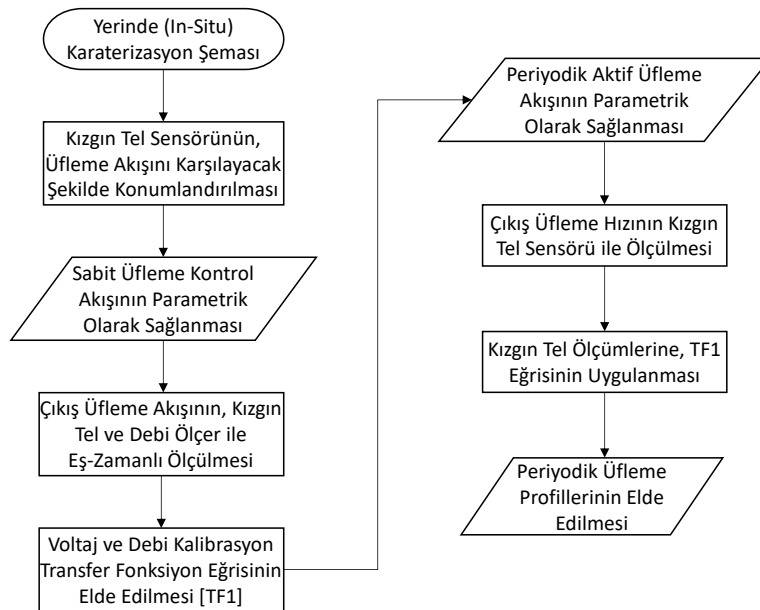 Yerinde (In-Situ)
Karaterizasyon Şeması
Kızgın Tel Sensörünün,
Üfleme Akışını Karşılayacak
Şekilde Konumlandırılması
Sabit Üfleme Kontrol
Akışının Parametrik
Olarak Sağlanması
Çıkış Üfleme Akışının, Kızgın
Tel ve Debi Ölçer ile
Eş-Zamanlı Ölçülmesi
Voltaj ve Debi Kalibrasyon
Transfer Fonksiyon Eğrisinin
Elde Edilmesi [TF1]
Periyodik Aktif Üfleme
Akışının Parametrik
Olarak Sağlanması
Çıkış Üfleme Hızının Kızgın
Tel Sensörü ile Ölçülmesi
Kızgın Tel Ölçümlerine, TF1
Eğrisinin Uygulanması
Periyodik Üfleme
Profillerinin Elde
Edilmesi